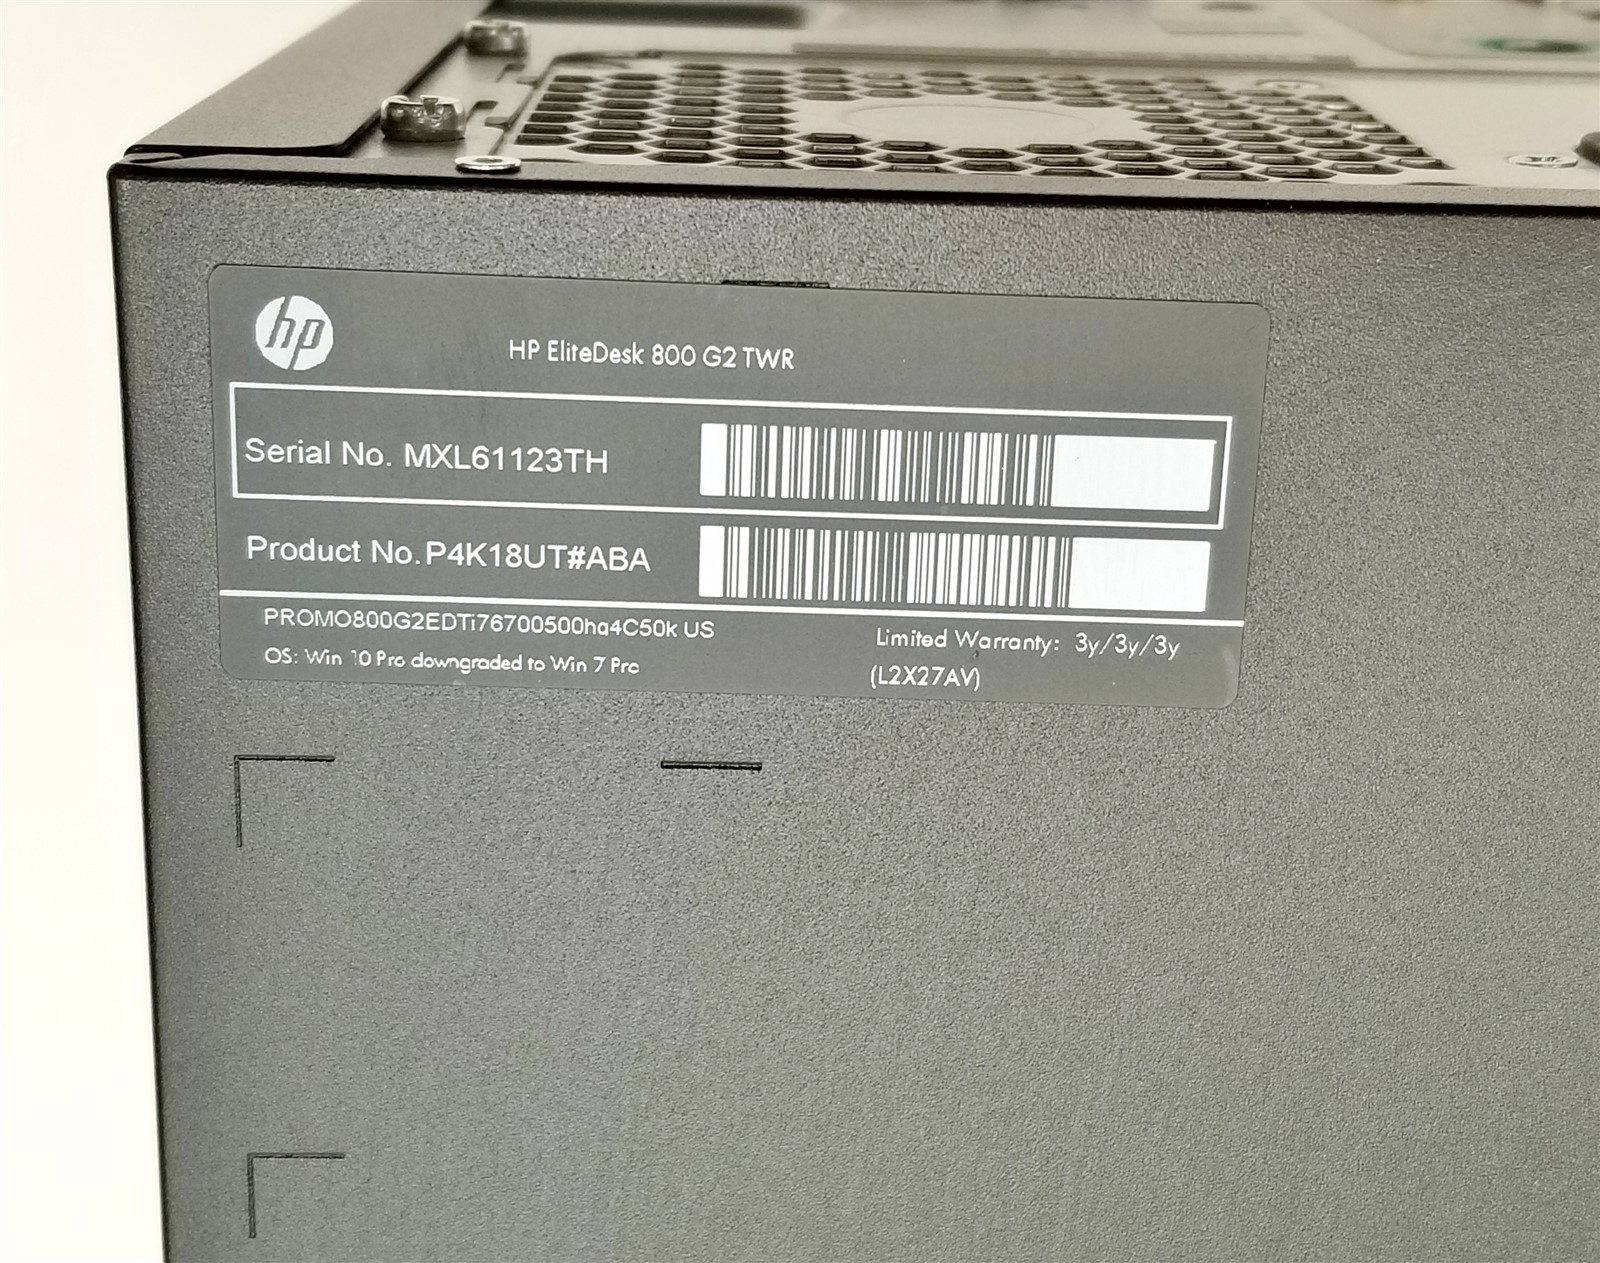 hp
HP EliteDesk 800 G2 TWR
Serial No. MXL61123TH
Product No. P4K18UT#ABA
PROMO800G2EDTi76700500hq4C50k US
OS: Win 10 Pro downgraded to Win 7 Pro
Limited Warranty: 3y/3y/3y
(L2X27AV)